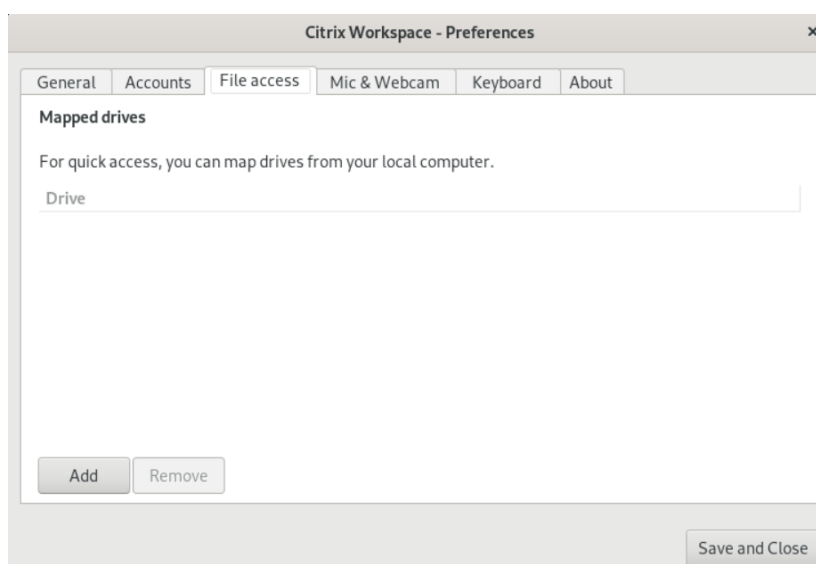 Citrix Workspace - Preferences
General Accounts File access Mic & Webcam Keyboard About
Mapped drives
For quick access, you can map drives from your local computer.
Drive
Add Remove
Save and Close